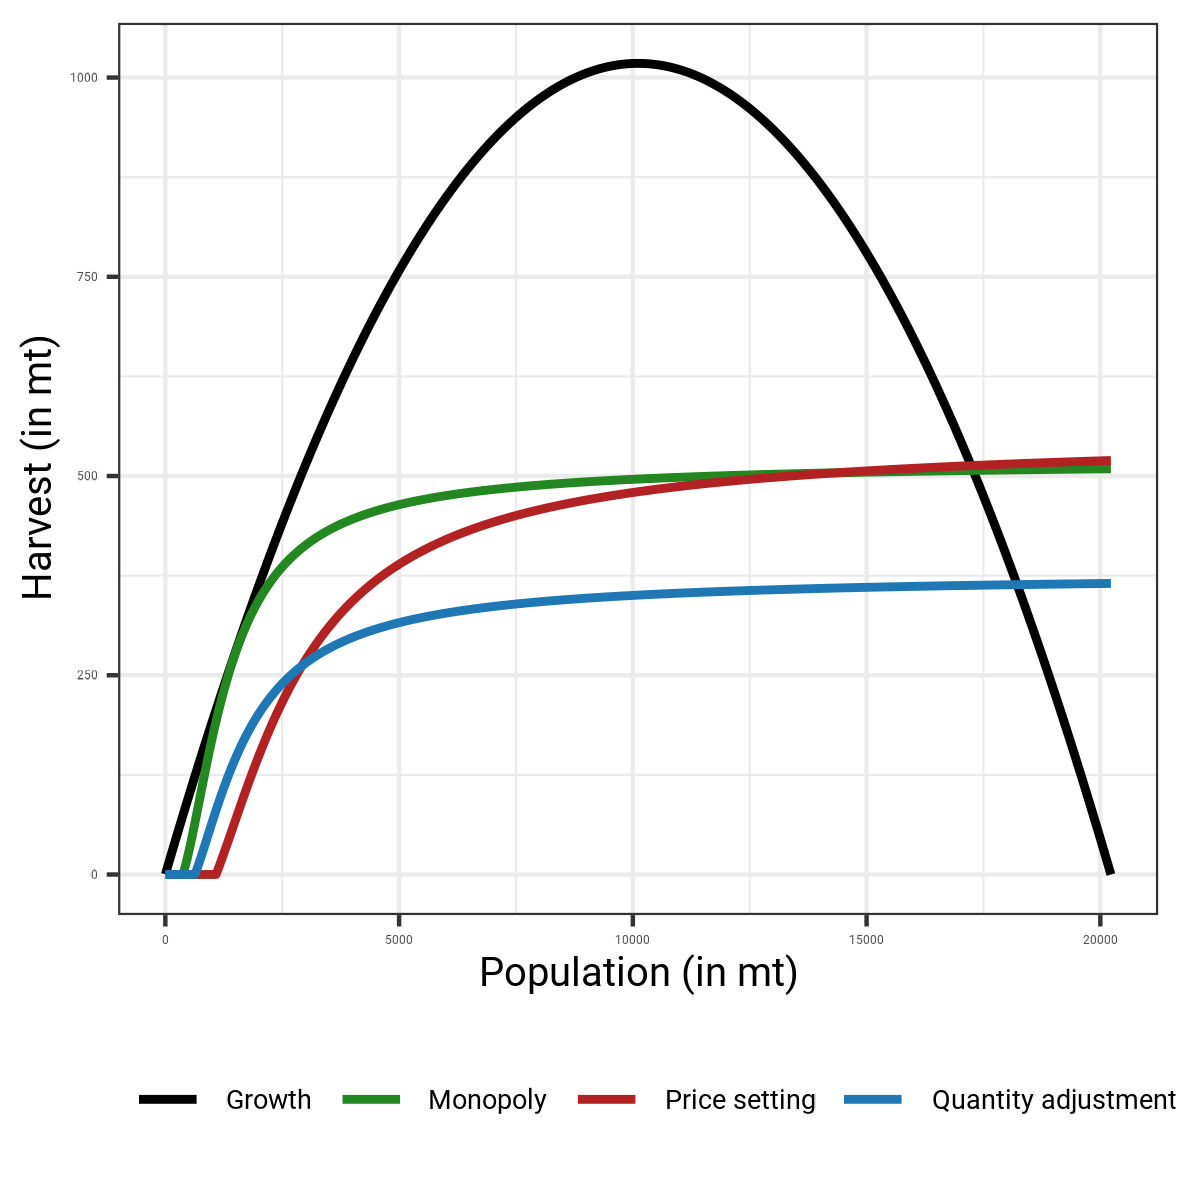 1000
750
500
250
0
Harvest (in mt)
0 5000 10000 15000 20000
Population (in mt)
Growth Monopoly Price setting Quantity adjustment